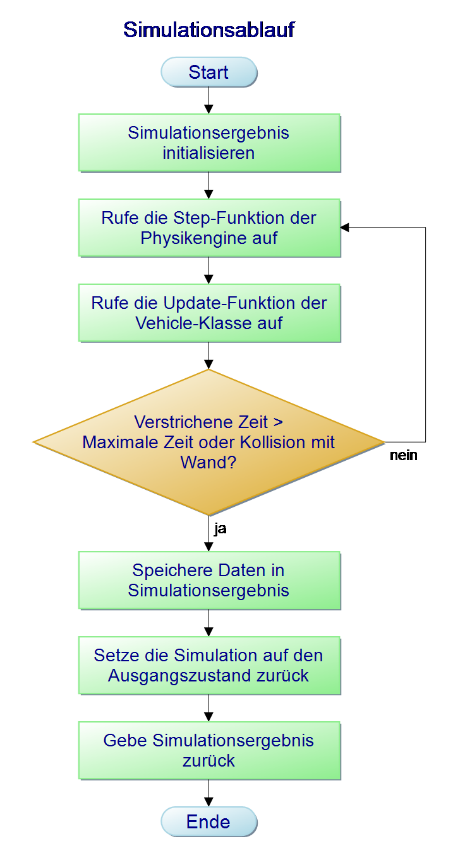 Simulationsablauf
Start
Simulationsergebnis
initialisieren
Rufe die Step-Funktion der
Physikengine auf
Rufe die Update-Funktion der
Vehicle-Klasse auf
Verstrichene Zeit >
Maximale Zeit oder Kollision mit
Wand?
nein
ja
Speichere Daten in
Simulationsergebnis
Setze die Simulation auf den
Ausgangszustand zurück
Gebe Simulationsergebnis
zurück
Ende